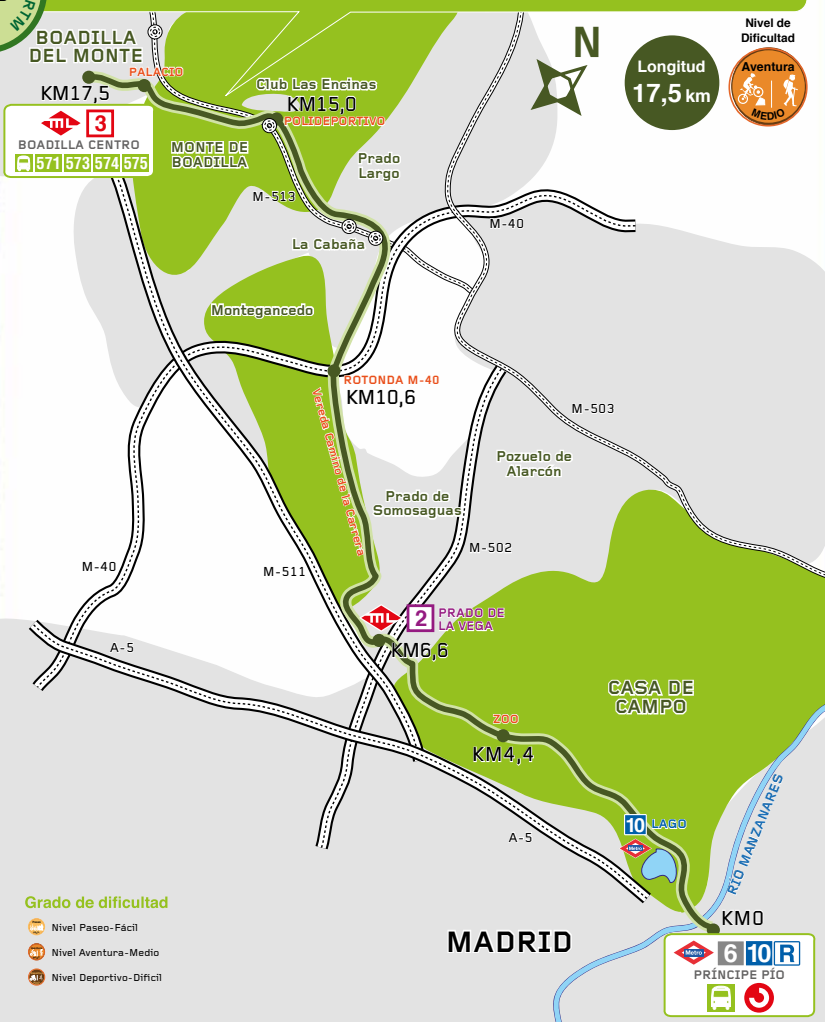 RTM
BOADILLA
DEL MONTE
PALACIO
KM17,5
ML 3
BOADILLA CENTRO
571 573 574 575
MONTE DE
BOADILLA
Club Las Encinas
KM15,0
POLIDEPORTIVO
Prado
Largo
M-513
La Cabaña
N
Longitud
17,5 km
Nivel de
Dificultad
Aventura
MEDIO
M-40
Montegancedo
ROTONDA M-40
KM10,6
Vereda Camino de la Carrera
M-503
Pozuelo de
Alarcón
Prado de
Somosaguas
M-502
M-40
M-511
ML 2 PRADO DE
LA VEGA
KM6,6
A-5
CASA DE
CAMPO
ZOO
KM4,4
10 LAGO
Metro
RÍO MANZANARES
A-5
KM0
Metro 6 10 R
PRÍNCIPE PÍO
MADRID
Grado de dificultad
Nivel Paseo-Fácil
Nivel Aventura-Medio
Nivel Deportivo-Difícil